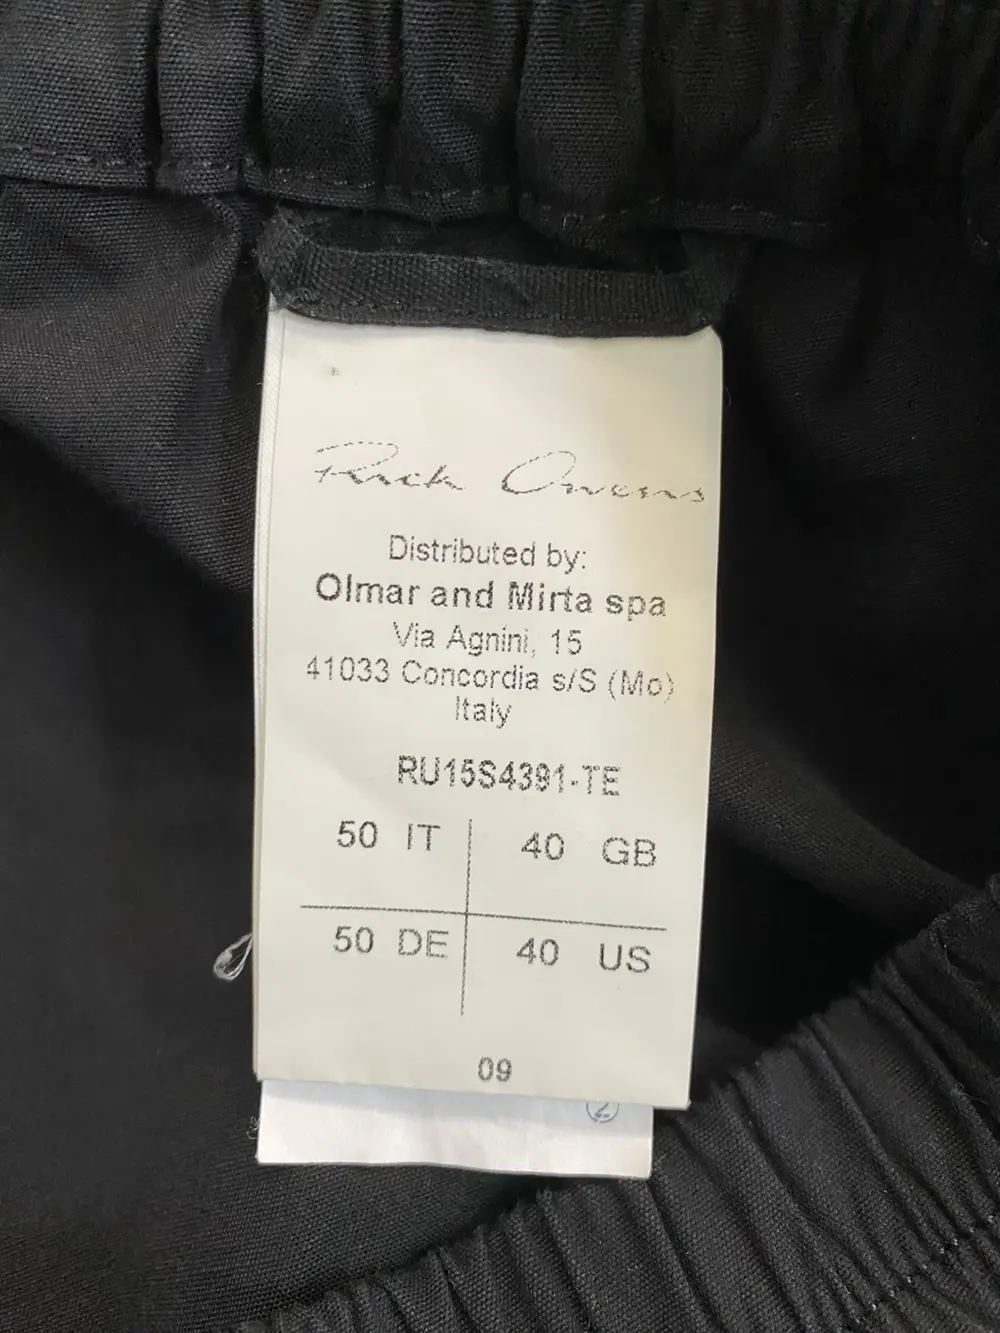 Rick Owens
Distributed by:
Olmar and Mirta spa
Via Agnini, 15
41033 Concordia s/S (Mo)
Italy
RU15S4391-TE
50 IT 40 GB
50 DE 40 US
09
2